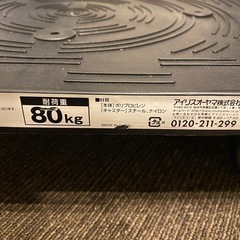 耐荷重
80kg
【材質】
【本体】ポリプロピレン
【キャスター】スチール、ナイロン
アイリスオーヤマ株式会社
0120-211-299